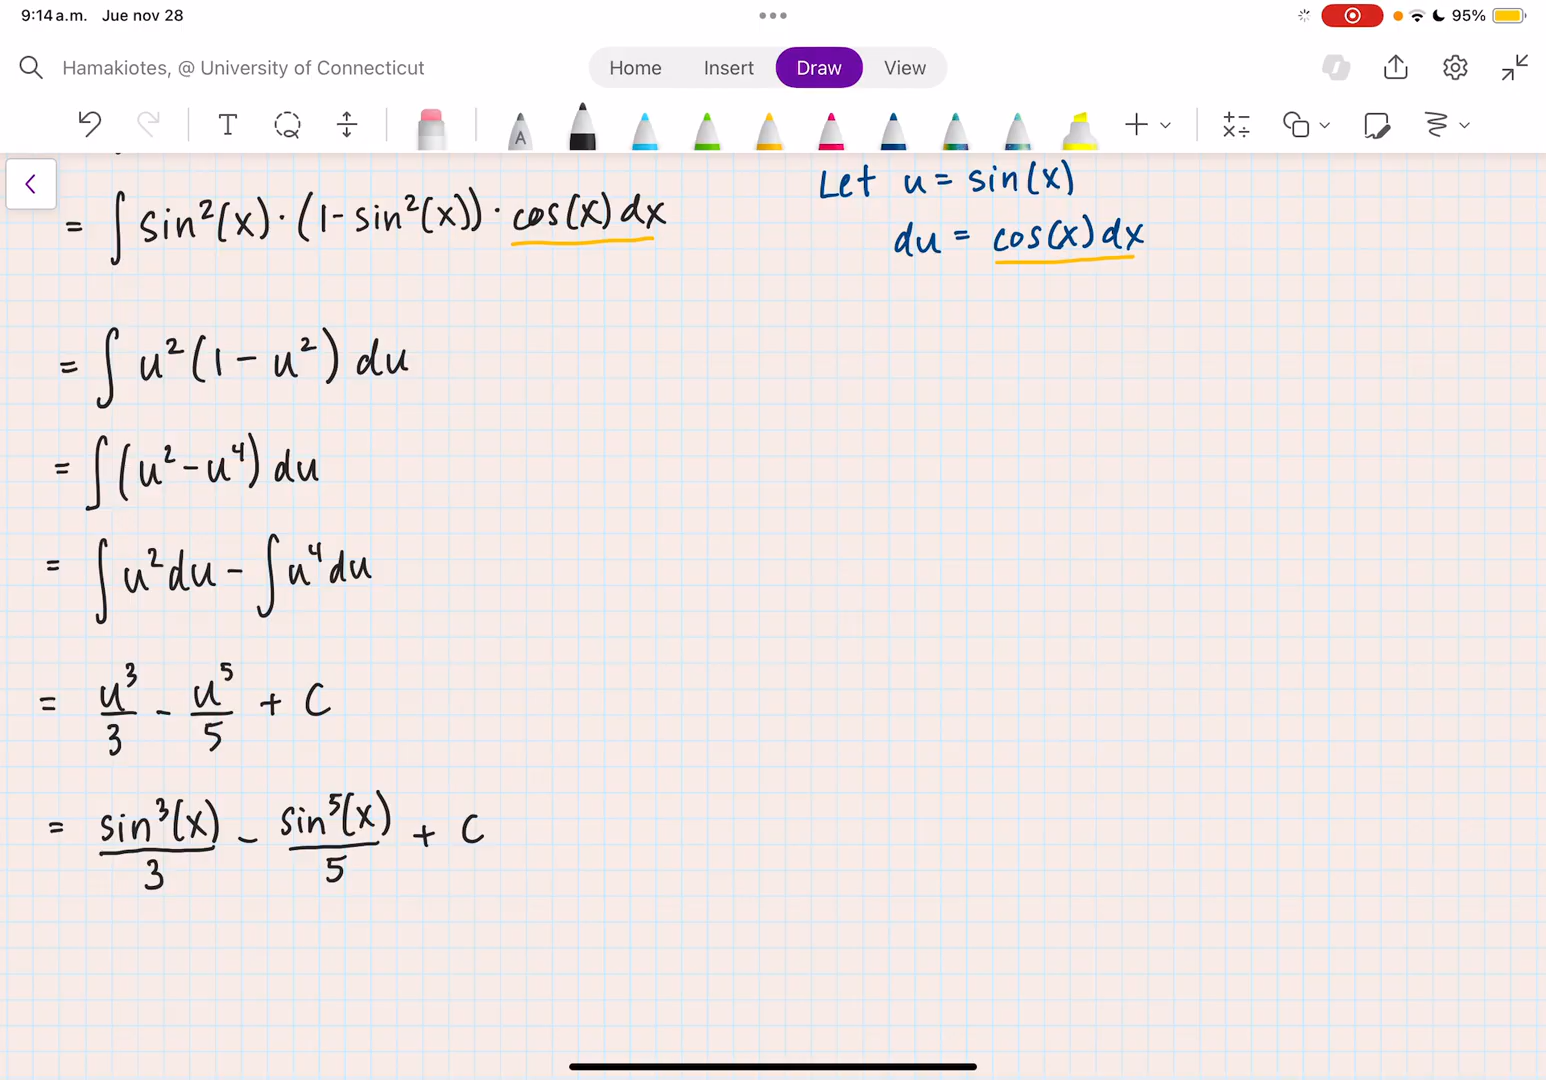 9:14 a.m. Jue nov 28 95%
Hamakiotes, @ University of Connecticut Home Insert Draw View
T A
= ∫ sin²(x) · (1 - sin²(x)) · cos(x) dx
Let u = sin(x)
du = cos(x) dx
= ∫ u² (1 - u²) du
= ∫ (u² - u⁴) du
= ∫ u² du - ∫ u⁴ du
= u³/3 - u⁵/5 + C
= sin³(x)/3 - sin⁵(x)/5 + C